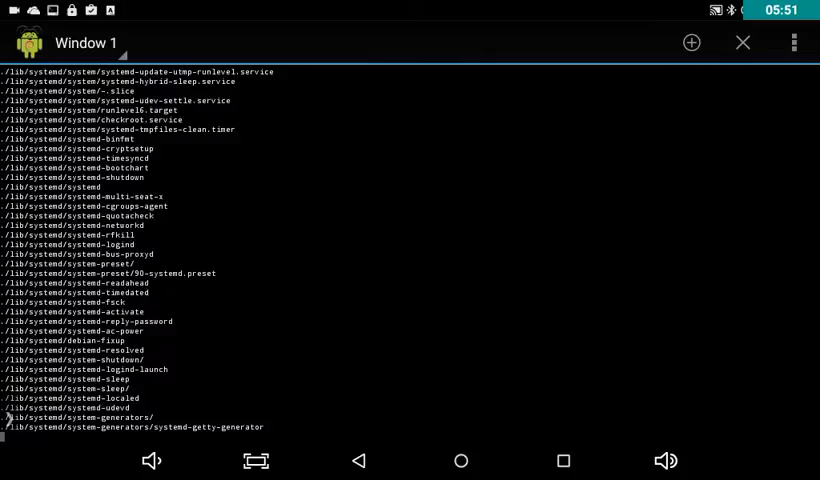 05:51
Window 1
./lib/systemd/system/systemd-update-utmp-runlevel.service
./lib/systemd/system/systemd-hybrid-sleep.service
./lib/systemd/system/-.slice
./lib/systemd/system/systemd-udev-settle.service
./lib/systemd/system/runlevel6.target
./lib/systemd/system/checkroot.service
./lib/systemd/system/systemd-tmpfiles-clean.timer
./lib/systemd/systemd-binfmt
./lib/systemd/systemd-cryptsetup
./lib/systemd/systemd-timesyncd
./lib/systemd/systemd-bootchart
./lib/systemd/systemd-shutdown
./lib/systemd/systemd
./lib/systemd/systemd-multi-seat-x
./lib/systemd/systemd-cgroups-agent
./lib/systemd/systemd-quotacheck
./lib/systemd/systemd-networkd
./lib/systemd/systemd-rfkill
./lib/systemd/systemd-logind
./lib/systemd/systemd-bus-proxyd
./lib/systemd/system-preset/
./lib/systemd/system-preset/90-systemd.preset
./lib/systemd/systemd-readahead
./lib/systemd/systemd-timedated
./lib/systemd/systemd-fsck
./lib/systemd/systemd-activate
./lib/systemd/systemd-reply-password
./lib/systemd/systemd-ac-power
./lib/systemd/debian-fixup
./lib/systemd/systemd-resolved
./lib/systemd/system-shutdown/
./lib/systemd/systemd-logind-launch
./lib/systemd/systemd-sleep
./lib/systemd/system-sleep/
./lib/systemd/systemd-localed
./lib/systemd/systemd-udevd
./lib/systemd/system-generators/
./lib/systemd/system-generators/systemd-getty-generator